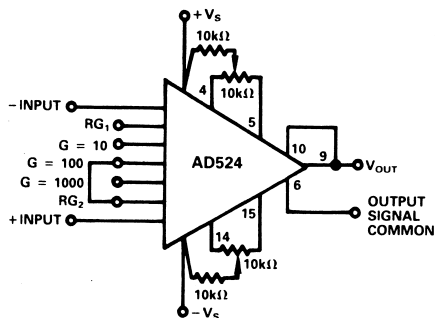 +VS
10kΩ
4
10kΩ
5
−INPUT
RG1
G = 10
G = 100
G = 1000
RG2
+INPUT
AD524
10
9
VOUT
6
OUTPUT
SIGNAL
COMMON
15
14
10kΩ
10kΩ
−VS